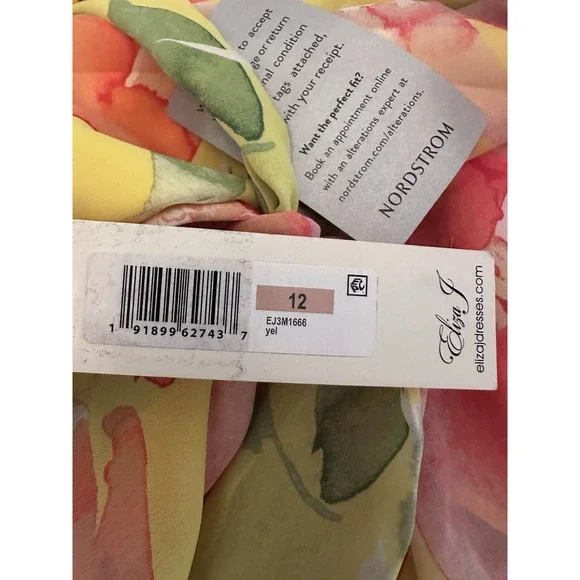 to accept
ge or return
nal condition
tags attached,
with your receipt.
Want the perfect fit?
Book an appointment online
with an alterations expert at
nordstrom.com/alterations.
NORDSTROM
12
EJ3M1666
yel
1 91899 62743 7
Eliza J
elizajdresses.com